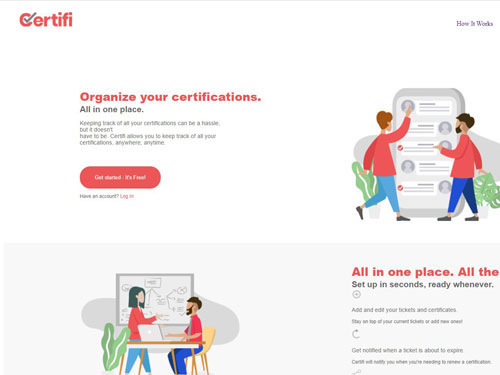 Certifi
How It Works
Organize your certifications.
All in one place.
Keeping track of all your certifications can be a hassle,
but it doesn't
have to be. Certifi allows you to keep track of all your
certifications, anywhere, anytime.
Get started - It's Free!
Have an account? Log in
All in one place. All the
Set up in seconds, ready whenever.
Add and edit your tickets and certificates.
Stay on top of your current tickets or add new ones!
Get notified when a ticket is about to expire.
Certifi will notify you when you're needing to renew a certification.